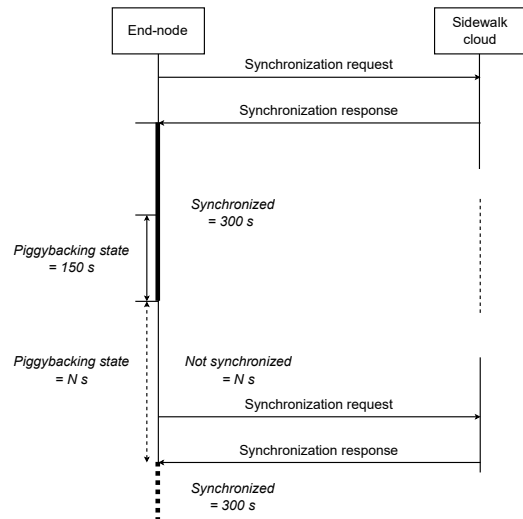 End-node
Sidewalk
cloud
Synchronization request
Synchronization response
Synchronized
= 300 s
Piggybacking state
= 150 s
Piggybacking state
= N s
Not synchronized
= N s
Synchronization request
Synchronization response
Synchronized
= 300 s